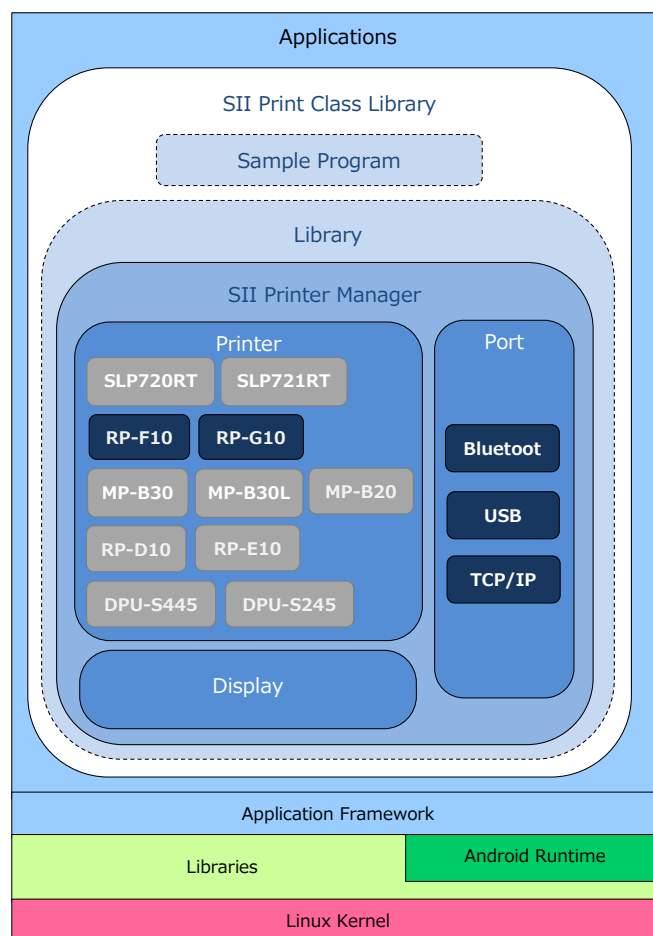 Applications
SII Print Class Library
Sample Program
Library
SII Printer Manager
Printer
SLP720RT SLP721RT
RP-F10 RP-G10
MP-B30 MP-B30L MP-B20
RP-D10 RP-E10
DPU-S445 DPU-S245
Port
Bluetoot
USB
TCP/IP
Display
Application Framework
Libraries
Android Runtime
Linux Kernel